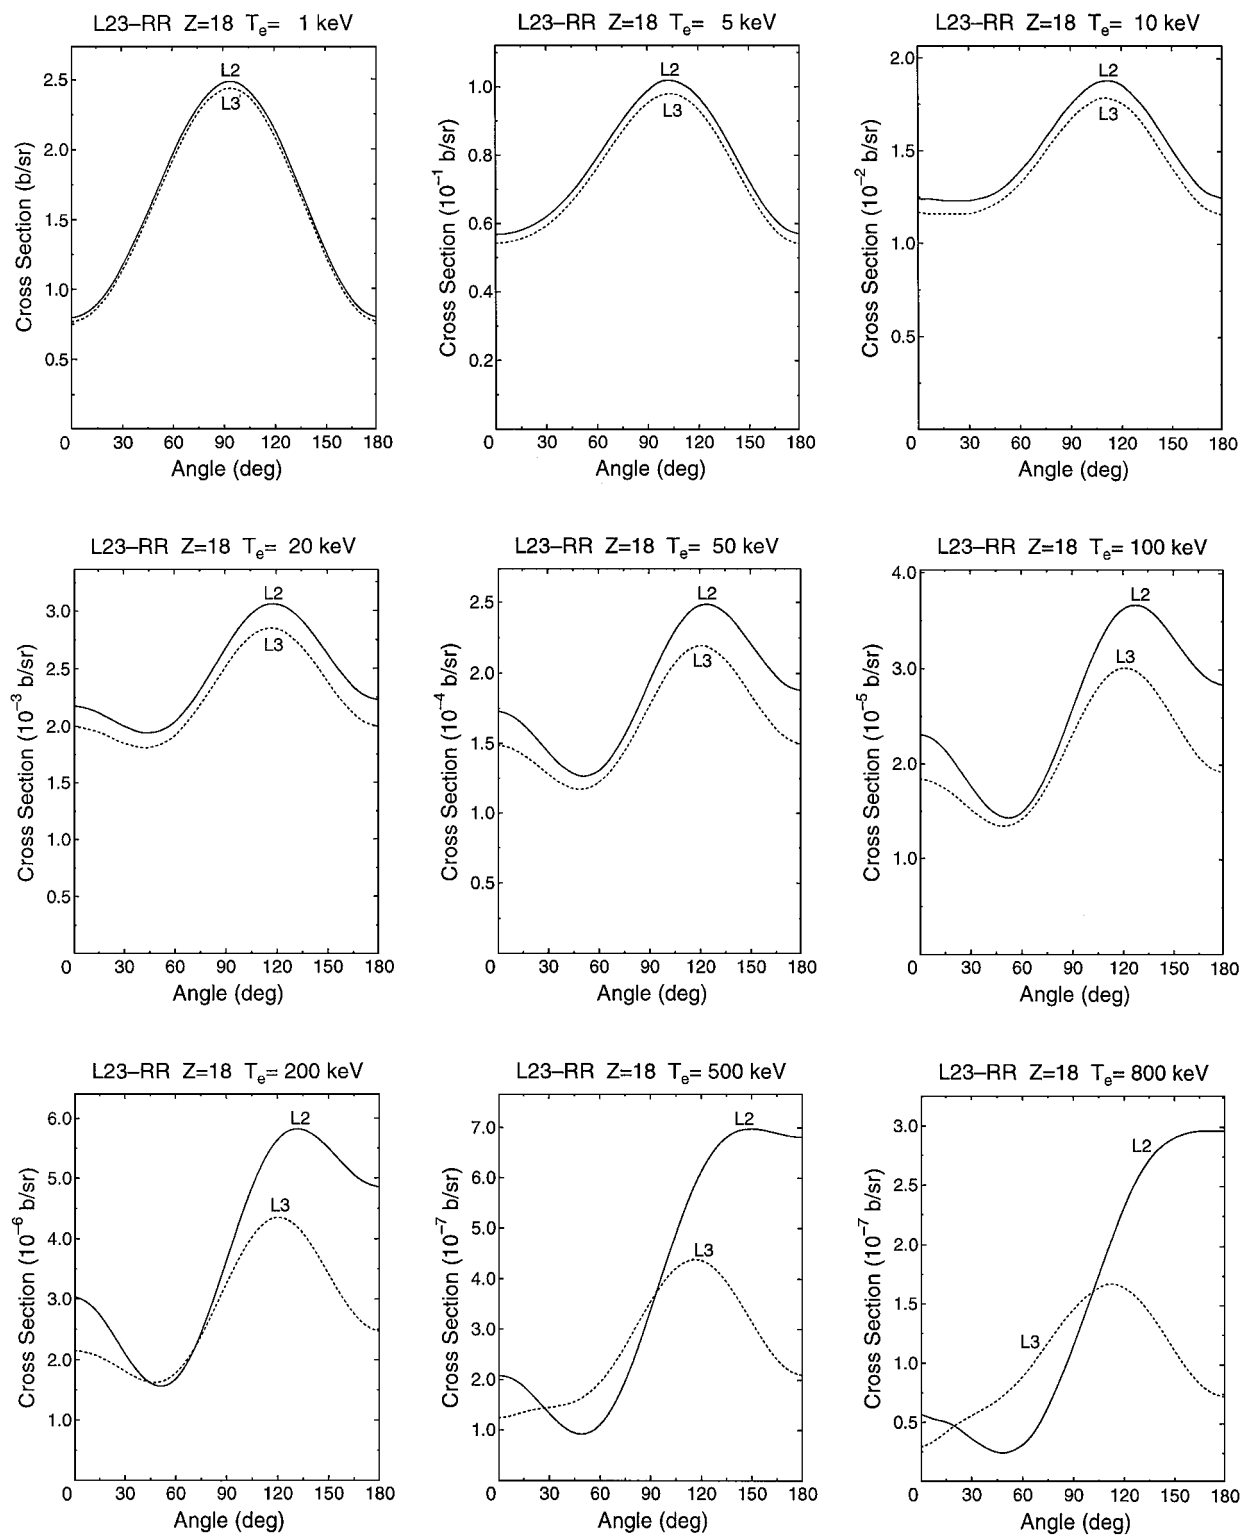 L23–RR Z=18 Tₑ= 1 keV
Cross Section (b/sr)
2.5
2.0
1.5
1.0
0.5
L2
L3
0 30 60 90 120 150 180
Angle (deg)
L23–RR Z=18 Tₑ= 5 keV
Cross Section (10⁻¹ b/sr)
1.0
0.8
0.6
0.4
0.2
L2
L3
0 30 60 90 120 150 180
Angle (deg)
L23–RR Z=18 Tₑ= 10 keV
Cross Section (10⁻² b/sr)
2.0
1.5
1.0
0.5
L2
L3
0 30 60 90 120 150 180
Angle (deg)
L23–RR Z=18 Tₑ= 20 keV
Cross Section (10⁻³ b/sr)
3.0
2.5
2.0
1.5
1.0
0.5
L2
L3
0 30 60 90 120 150 180
Angle (deg)
L23–RR Z=18 Tₑ= 50 keV
Cross Section (10⁻⁴ b/sr)
2.5
2.0
1.5
1.0
0.5
L2
L3
0 30 60 90 120 150 180
Angle (deg)
L23–RR Z=18 Tₑ= 100 keV
Cross Section (10⁻⁵ b/sr)
4.0
3.0
2.0
1.0
L2
L3
0 30 60 90 120 150 180
Angle (deg)
L23–RR Z=18 Tₑ= 200 keV
Cross Section (10⁻⁶ b/sr)
6.0
5.0
4.0
3.0
2.0
1.0
L2
L3
0 30 60 90 120 150 180
Angle (deg)
L23–RR Z=18 Tₑ= 500 keV
Cross Section (10⁻⁷ b/sr)
7.0
6.0
5.0
4.0
3.0
2.0
1.0
L2
L3
0 30 60 90 120 150 180
Angle (deg)
L23–RR Z=18 Tₑ= 800 keV
Cross Section (10⁻⁷ b/sr)
3.0
2.5
2.0
1.5
1.0
0.5
L2
L3
0 30 60 90 120 150 180
Angle (deg)